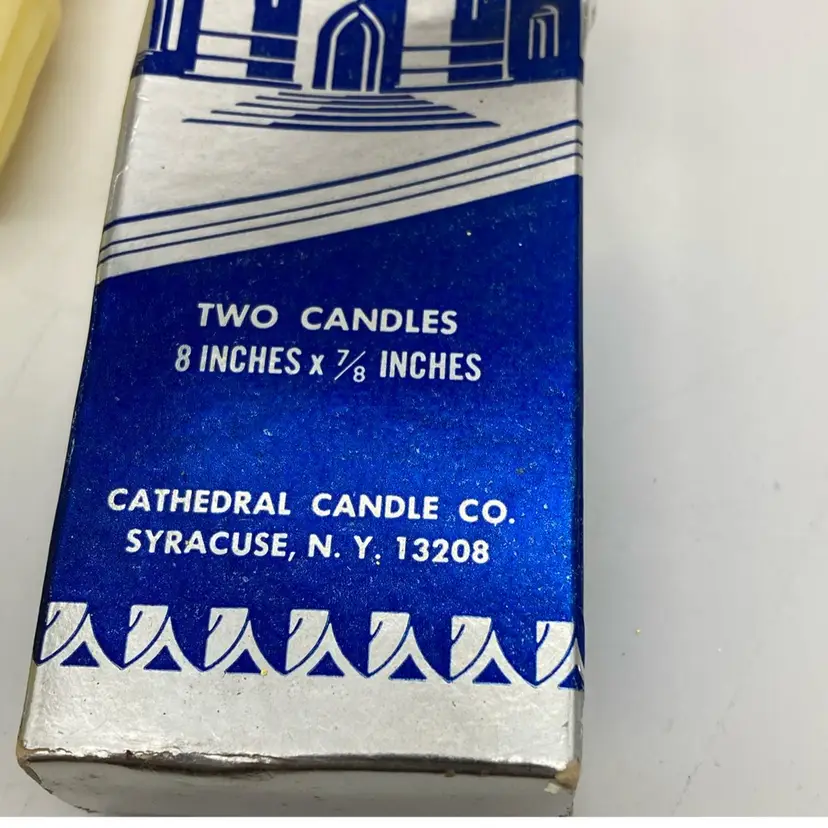 TWO CANDLES
8 INCHES x 7/8 INCHES
CATHEDRAL CANDLE CO.
SYRACUSE, N. Y. 13208